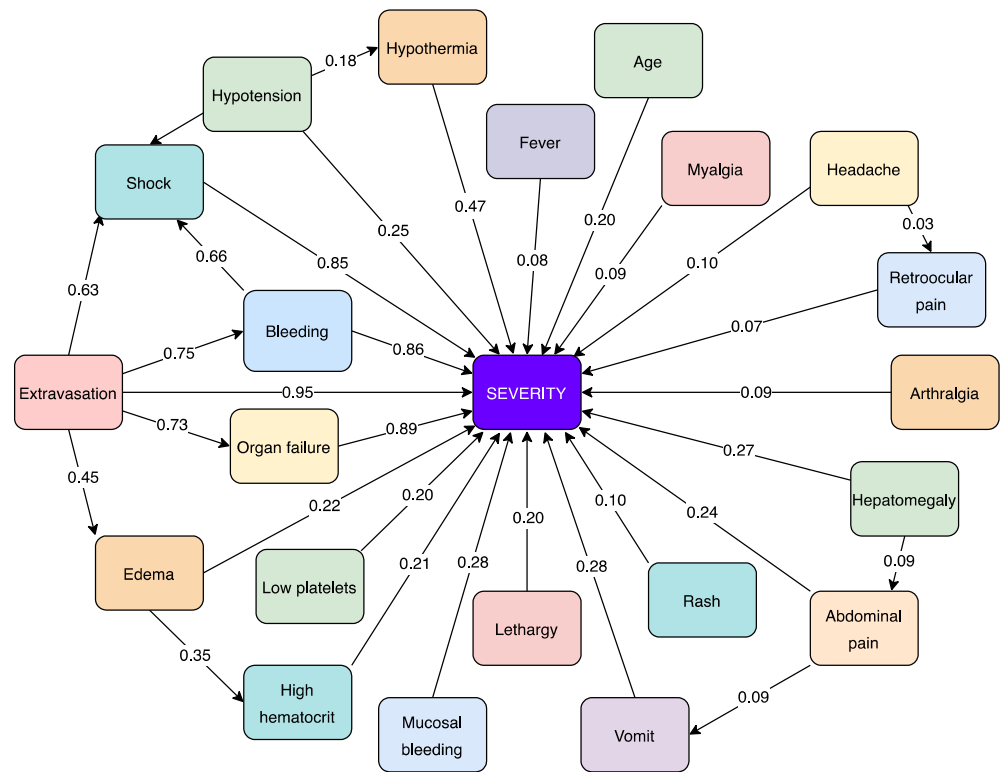 Hypothermia
Age
0.18
Hypotension
Fever
Myalgia
Headache
Shock
0.47
0.20
0.03
0.25
0.66
0.08
0.09
0.10
0.85
Retroocular
pain
0.63
Bleeding
0.07
0.75
0.86
Extravasation
0.95
SEVERITY
0.09
Arthralgia
0.73
Organ failure
0.89
0.27
0.45
0.22
0.20
0.10
0.24
Hepatomegaly
0.20
0.09
Edema
0.21
0.28
0.28
Low platelets
Lethargy
Rash
Abdominal
pain
0.35
High
hematocrit
0.09
Mucosal
bleeding
Vomit